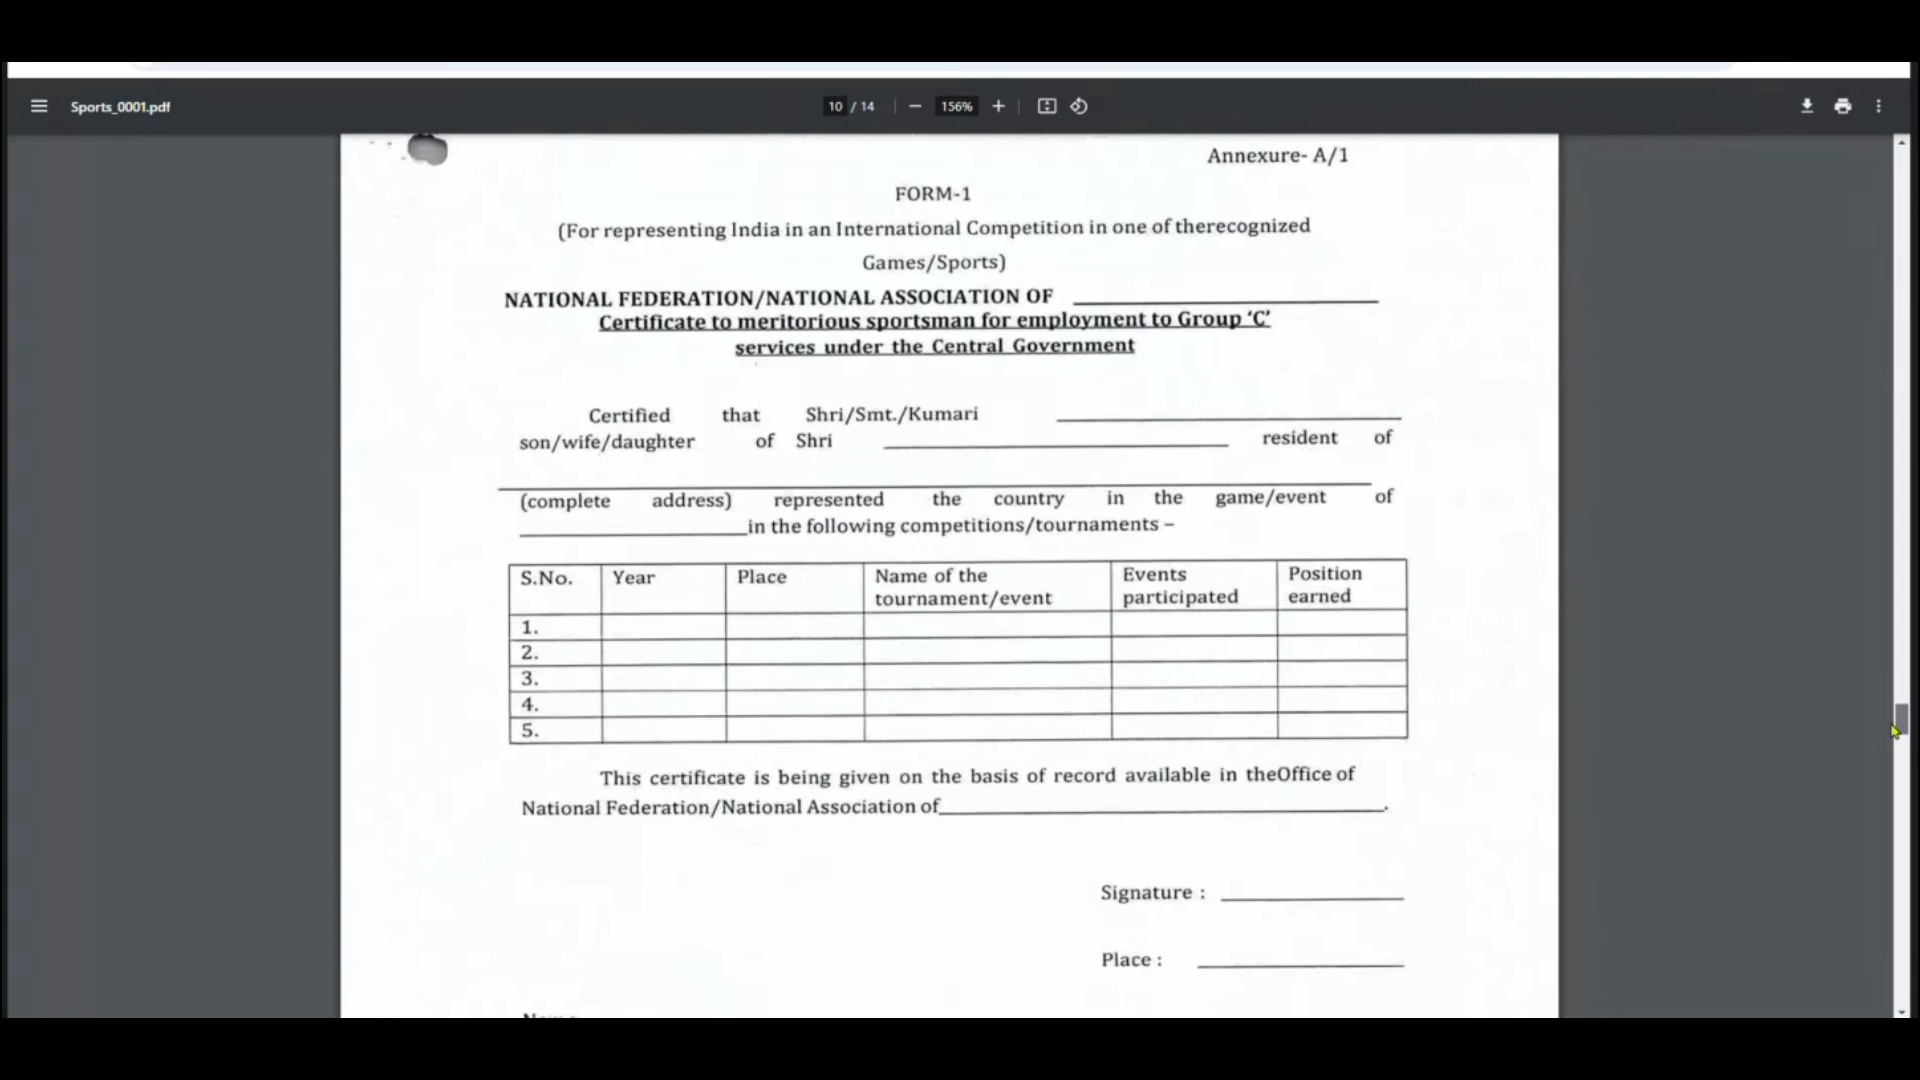 Sports_0001.pdf
10 / 14
156%
Annexure- A/1
FORM-1
(For representing India in an International Competition in one of therecognized
Games/Sports)
NATIONAL FEDERATION/NATIONAL ASSOCIATION OF
Certificate to meritorious sportsman for employment to Group ‘C’
services under the Central Government
Certified that Shri/Smt./Kumari
son/wife/daughter of Shri resident of
(complete address) represented the country in the game/event of
in the following competitions/tournaments –
S.No. Year Place Name of the tournament/event Events participated Position earned
1.
2.
3.
4.
5.
This certificate is being given on the basis of record available in theOffice of
National Federation/National Association of .
Signature :
Place :